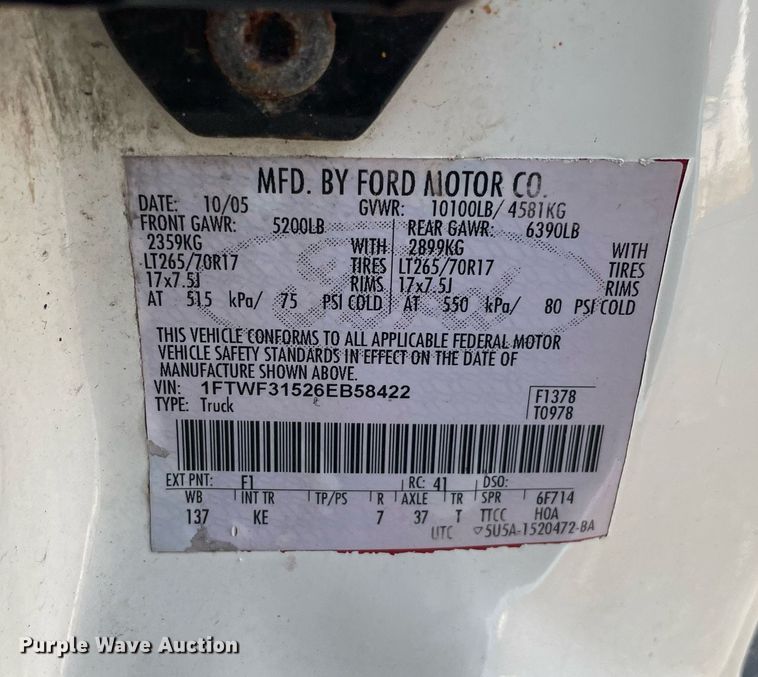 MFD. BY FORD MOTOR CO.
DATE: 10/05 GVWR: 10100LB/ 4581KG
FRONT GAWR: 5200LB REAR GAWR: 6390LB
2359KG WITH 2899KG WITH
LT265/70R17 TIRES LT265/70R17 TIRES
17x7.5J RIMS 17x7.5J RIMS
AT 515 kPa/ 75 PSI COLD AT 550 kPa/ 80 PSI COLD
THIS VEHICLE CONFORMS TO ALL APPLICABLE FEDERAL MOTOR
VEHICLE SAFETY STANDARDS IN EFFECT ON THE DATE OF
MANUFACTURE SHOWN ABOVE.
VIN: 1FTWF31526EB58422 F1378
TYPE: Truck T0978
EXT PNT: F1 RC: 41 DSO:
WB INT TR TP/PS R AXLE TR SPR 6F714
137 KE 7 37 T TTCC H0A
UTC ▽5U5A-1520472-BA
Purple Wave Auction